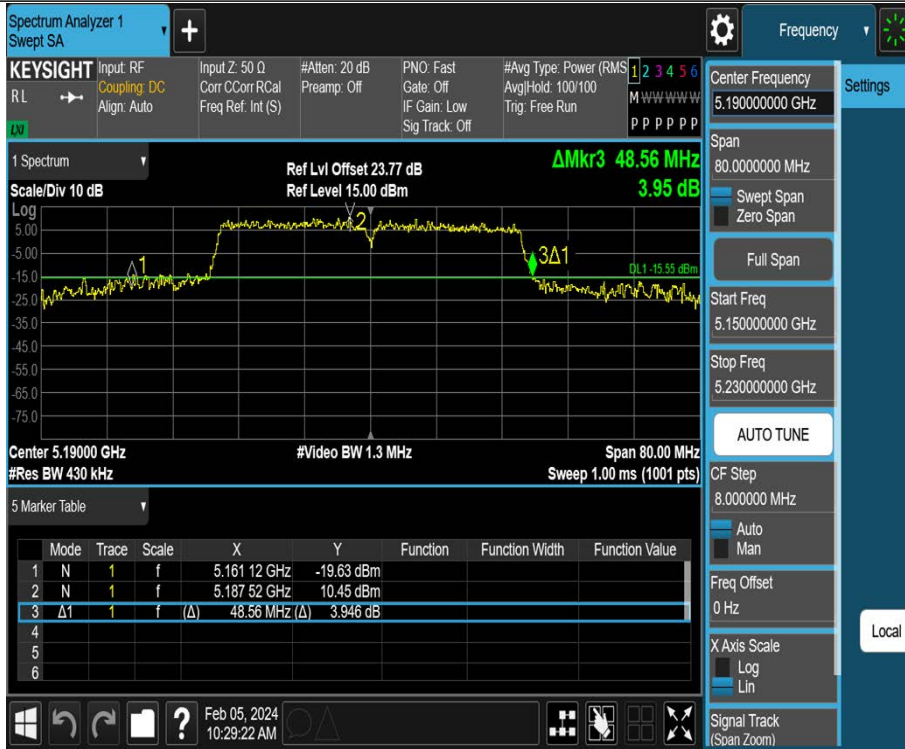 Spectrum Analyzer 1
Swept SA
Frequency
KEYSIGHT
RL
LXI
Input: RF
Coupling: DC
Align: Auto
Input Z: 50 Ω
Corr CCorr RCal
Freq Ref: Int (S)
#Atten: 20 dB
Preamp: Off
PNO: Fast
Gate: Off
IF Gain: Low
Sig Track: Off
#Avg Type: Power (RMS
Avg|Hold: 100/100
Trig: Free Run
1 2 3 4 5 6
M W W W W W
P P P P P P
1 Spectrum
Scale/Div 10 dB
Ref Lvl Offset 23.77 dB
Ref Level 15.00 dBm
ΔMkr3 48.56 MHz
3.95 dB
Log
5.00
-5.00
-15.0
-25.0
-35.0
-45.0
-55.0
-65.0
-75.0
1
2
3Δ1
DL1 -15.55 dBm
Center 5.19000 GHz
#Video BW 1.3 MHz
Span 80.00 MHz
#Res BW 430 kHz
Sweep 1.00 ms (1001 pts)
5 Marker Table
Mode Trace Scale X Y Function Function Width Function Value
1 N 1 f 5.161 12 GHz -19.63 dBm
2 N 1 f 5.187 52 GHz 10.45 dBm
3 Δ1 1 f (Δ) 48.56 MHz (Δ) 3.946 dB
4
5
6
Feb 05, 2024
10:29:22 AM
Center Frequency
5.190000000 GHz
Span
80.0000000 MHz
Swept Span
Zero Span
Full Span
Start Freq
5.150000000 GHz
Stop Freq
5.230000000 GHz
AUTO TUNE
CF Step
8.000000 MHz
Auto
Man
Freq Offset
0 Hz
X Axis Scale
Log
Lin
Signal Track
(Span Zoom)
Settings
Local